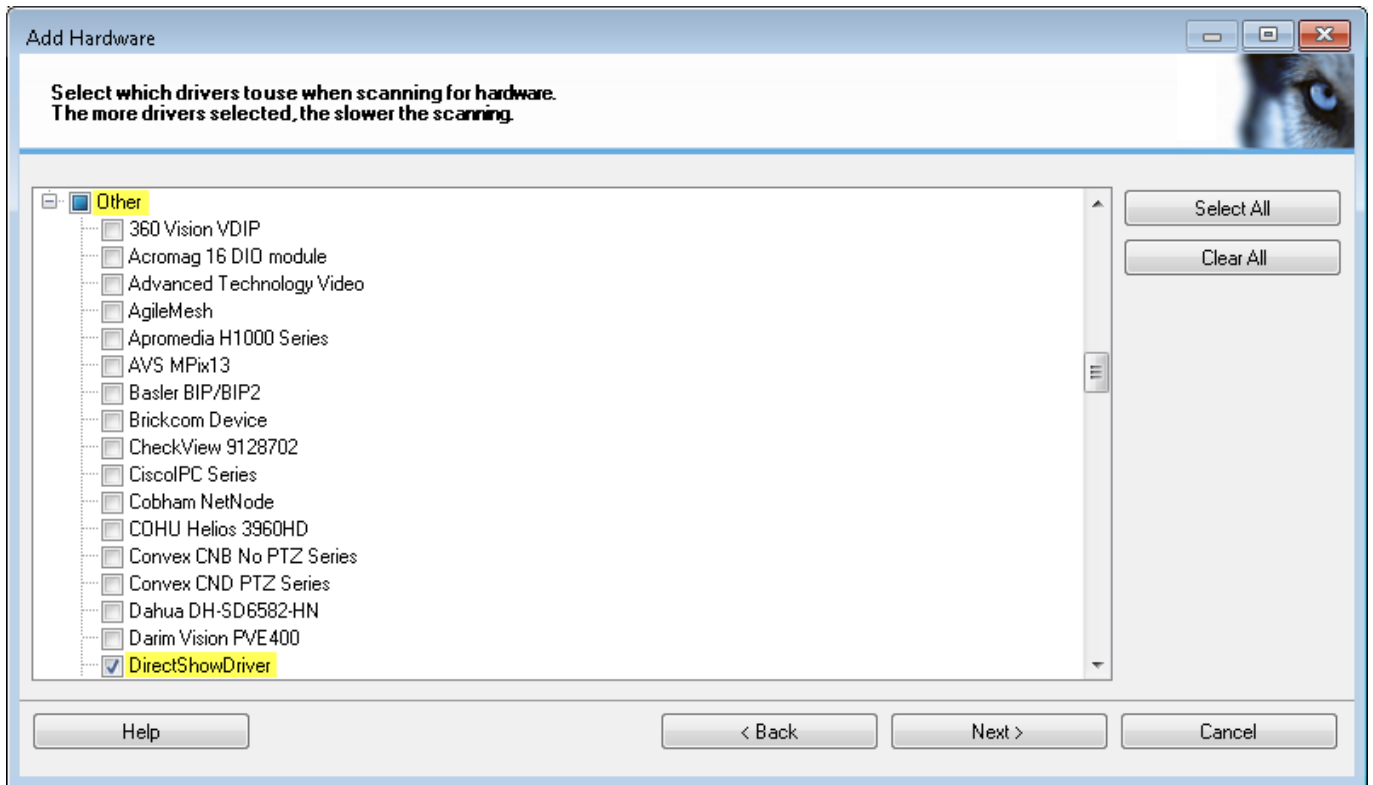 Add Hardware
Select which drivers to use when scanning for hardware.
The more drivers selected, the slower the scanning.
Other
360 Vision VDIP
Acromag 16 DIO module
Advanced Technology Video
AgileMesh
Apromedia H1000 Series
AVS MPix13
Basler BIP/BIP2
Brickcom Device
CheckView 9128702
CiscoIPC Series
Cobham NetNode
COHU Helios 3960HD
Convex CNB No PTZ Series
Convex CND PTZ Series
Dahua DH-SD6582-HN
Darim Vision PVE400
DirectShowDriver
Select All
Clear All
Help
< Back
Next >
Cancel